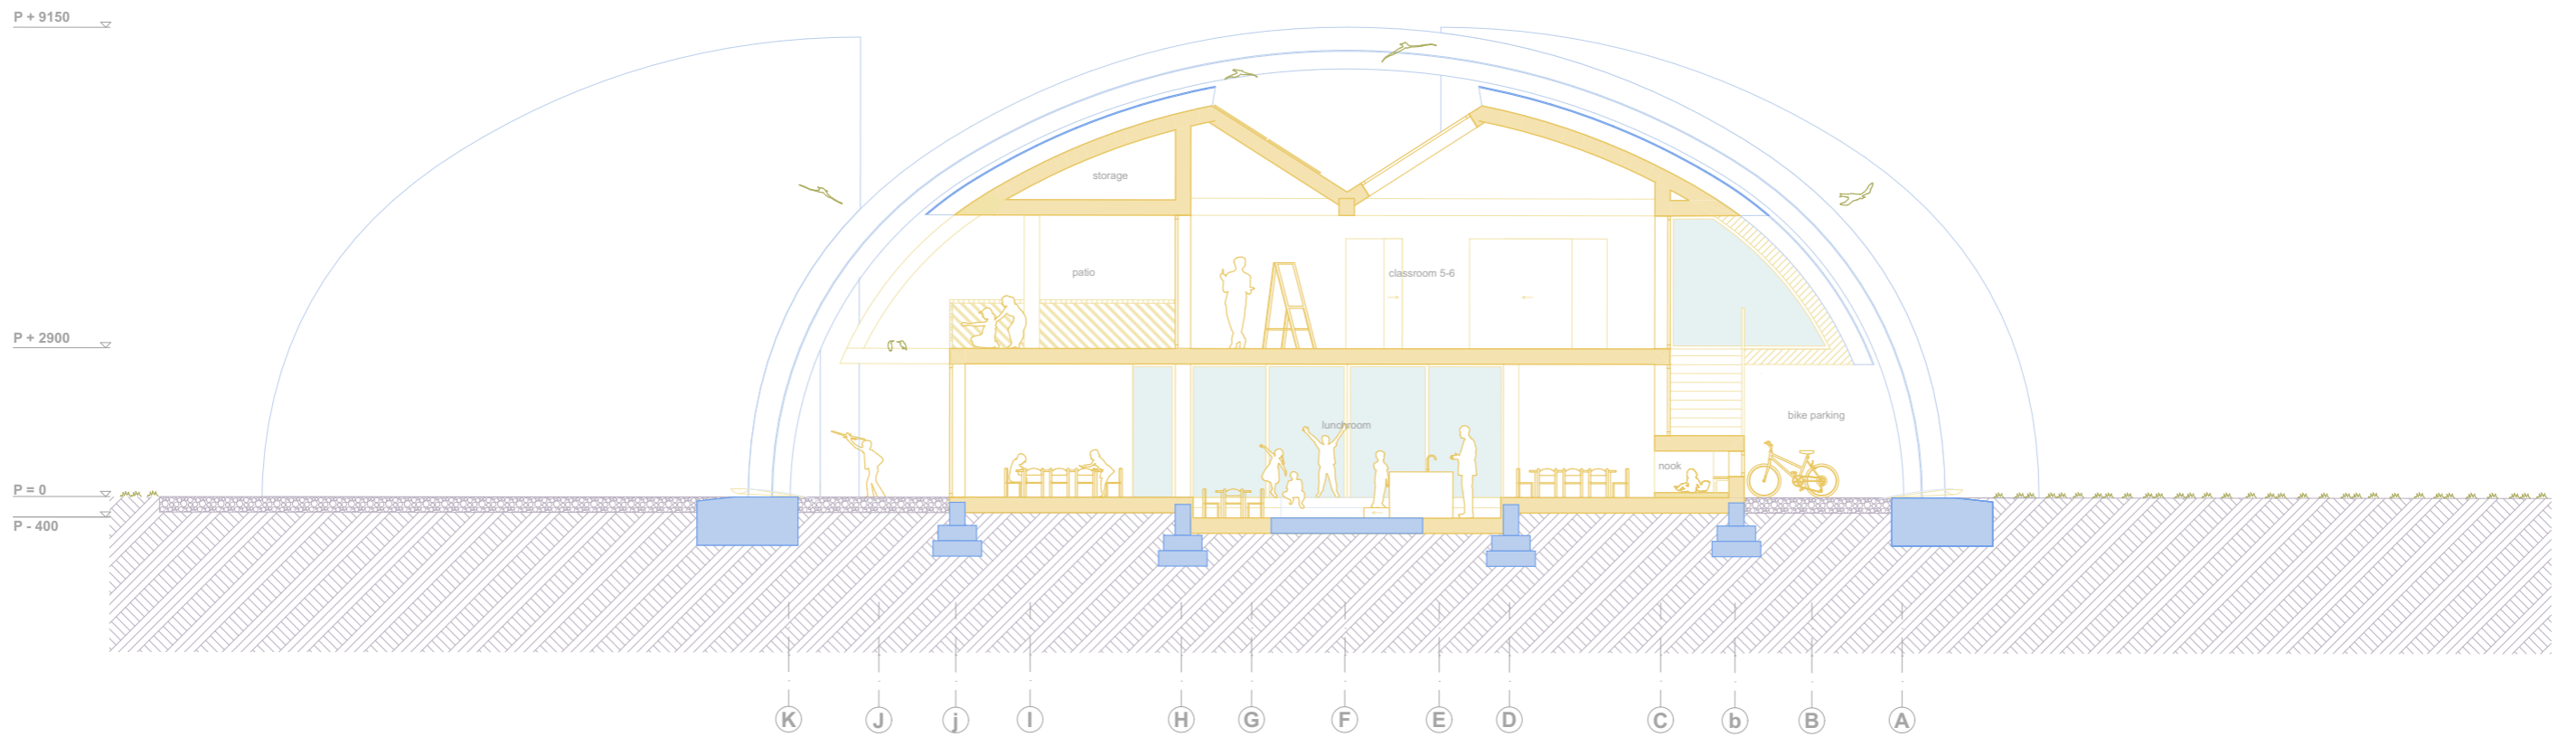 P + 9150
storage
patio
classroom 5-6
P + 2900
bike parking
lunchroom
nook
P = 0
P - 400
K J j I H G F E D C b B A